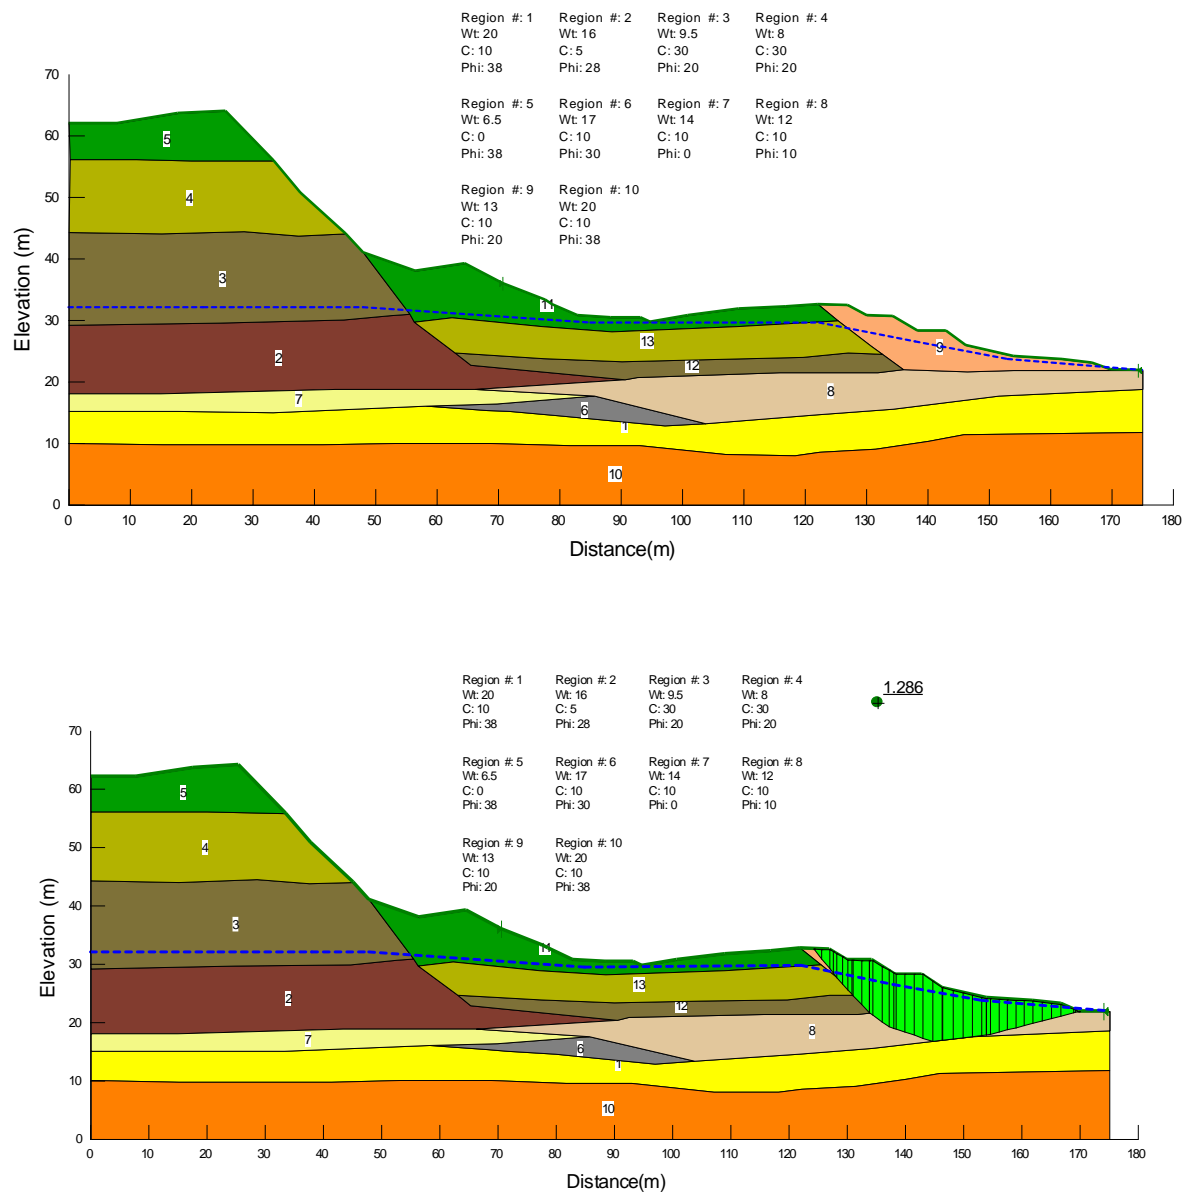 Region #: 1 Region #: 2 Region #: 3 Region #: 4
Wt: 20 Wt: 16 Wt: 9.5 Wt: 8
C: 10 C: 5 C: 30 C: 30
Phi: 38 Phi: 28 Phi: 20 Phi: 20
Region #: 5 Region #: 6 Region #: 7 Region #: 8
Wt: 6.5 Wt: 17 Wt: 14 Wt: 12
C: 0 C: 10 C: 10 C: 10
Phi: 38 Phi: 30 Phi: 0 Phi: 10
Region #: 9 Region #: 10
Wt: 13 Wt: 20
C: 10 C: 10
Phi: 20 Phi: 38
Elevation (m)
70
60
50
40
30
20
10
0
5
4
3
11
13
9
2
12
8
7
6
1
10
0 10 20 30 40 50 60 70 80 90 100 110 120 130 140 150 160 170 180
Distance(m)
Region #: 1 Region #: 2 Region #: 3 Region #: 4
Wt: 20 Wt: 16 Wt: 9.5 Wt: 8
C: 10 C: 5 C: 30 C: 30
Phi: 38 Phi: 28 Phi: 20 Phi: 20
1.286
Region #: 5 Region #: 6 Region #: 7 Region #: 8
Wt: 6.5 Wt: 17 Wt: 14 Wt: 12
C: 0 C: 10 C: 10 C: 10
Phi: 38 Phi: 30 Phi: 0 Phi: 10
Region #: 9 Region #: 10
Wt: 13 Wt: 20
C: 10 C: 10
Phi: 20 Phi: 38
Elevation (m)
70
60
50
40
30
20
10
0
5
4
3
11
13
2
12
8
7
6
1
10
0 10 20 30 40 50 60 70 80 90 100 110 120 130 140 150 160 170 180
Distance(m)